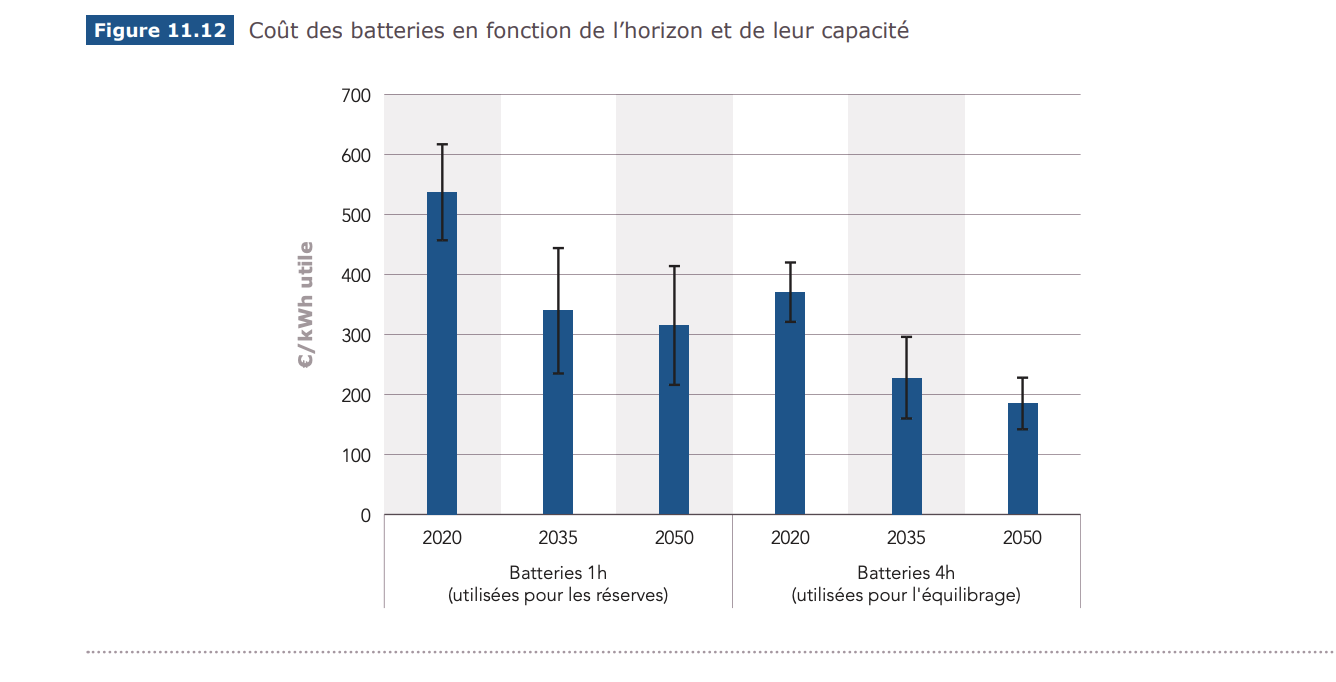 Figure 11.12 Coût des batteries en fonction de l’horizon et de leur capacité
€/kWh utile
700
600
500
400
300
200
100
0
2020 2035 2050 2020 2035 2050
Batteries 1h Batteries 4h
(utilisées pour les réserves) (utilisées pour l'équilibrage)